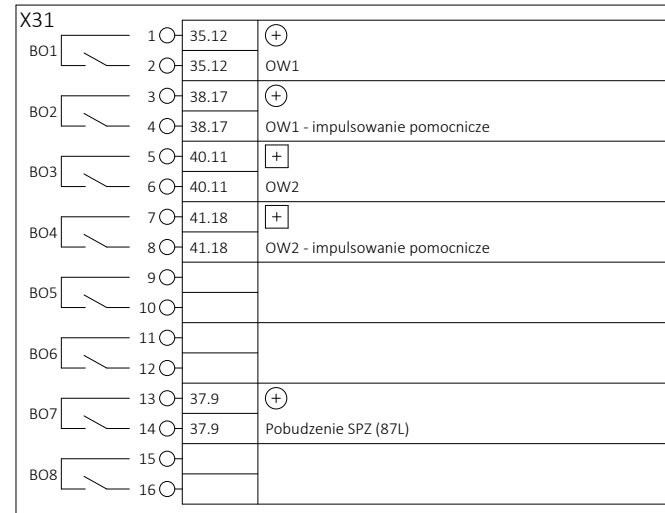 X31
BO1
1 35.12 +
2 35.12 OW1
BO2
3 38.17 +
4 38.17 OW1 - impulsowanie pomocnicze
BO3
5 40.11 +
6 40.11 OW2
BO4
7 41.18 +
8 41.18 OW2 - impulsowanie pomocnicze
BO5
9
10
BO6
11
12
BO7
13 37.9 +
14 37.9 Pobudzenie SPZ (87L)
BO8
15
16